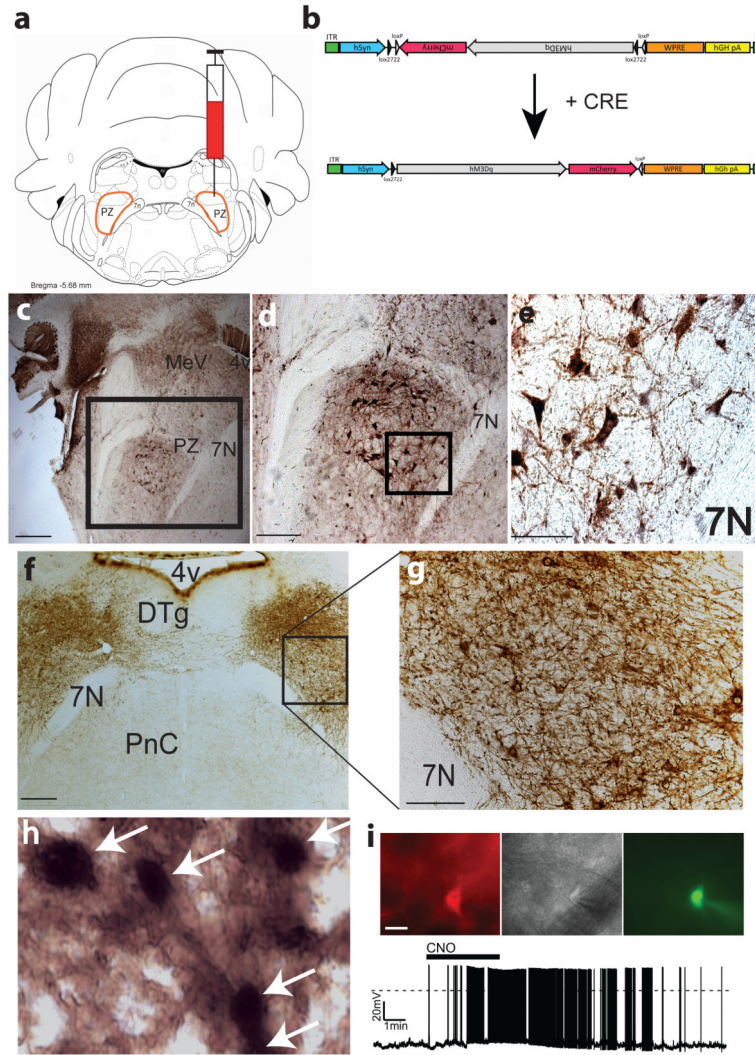 a
PZ
7n
7n
PZ
Bregma -5.68 mm
b
ITR
hSyn
lox2722
loxP
mCherry
hM3Dq
lox2722
loxP
WPRE
hGH pA
+ CRE
ITR
hSyn
lox2722
hM3Dq
mCherry
loxP
WPRE
hGh pA
c
MeV
4v
PZ
7N
d
7N
e
7N
f
4v
DTg
7N
PnC
g
7N
h
i
CNO
20mV
1min